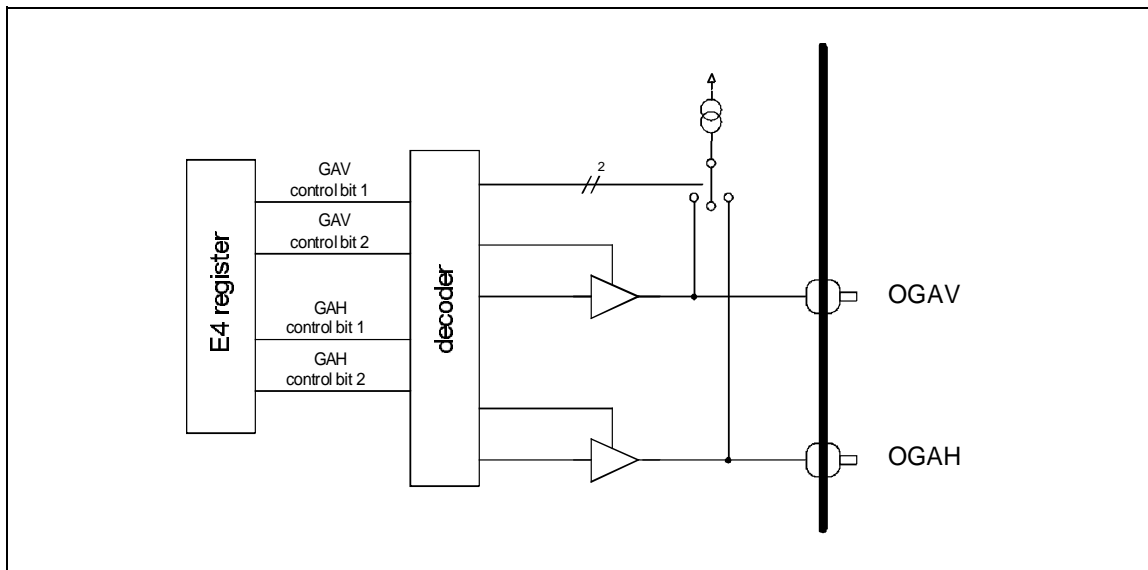 E4 register
GAV
control bit 1
GAV
control bit 2
GAH
control bit 1
GAH
control bit 2
decoder
2
OGAV
OGAH